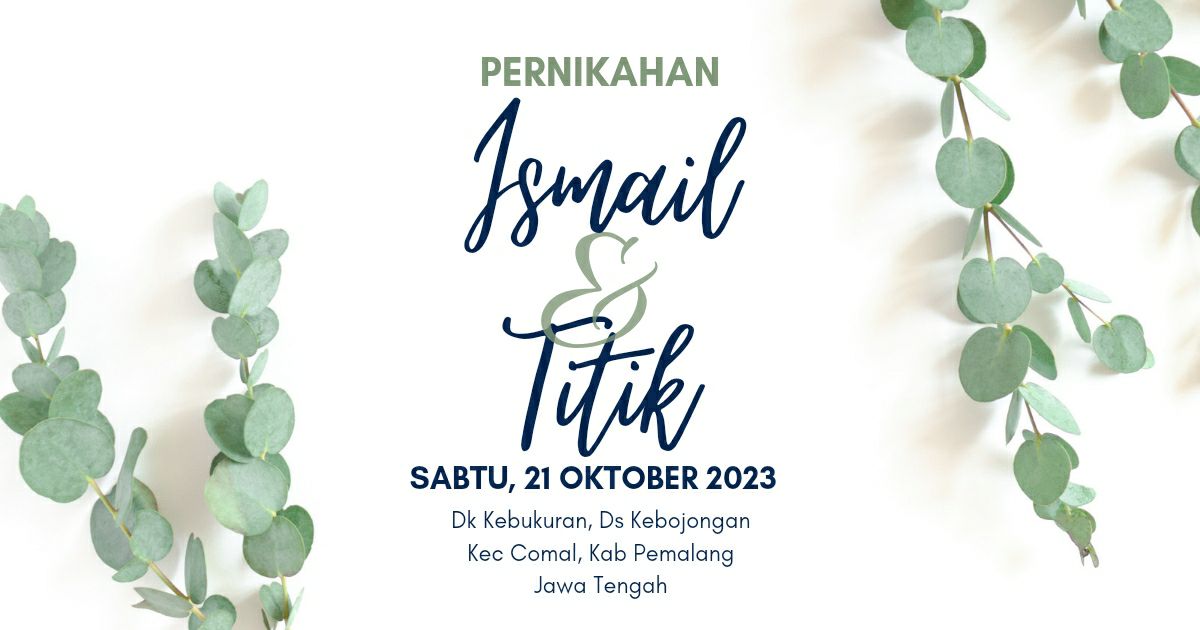 PERNIKAHAN
Ismail
&
Titik
SABTU, 21 OKTOBER 2023
Dk Kebukuran, Ds Kebojongan
Kec Comal, Kab Pemalang
Jawa Tengah